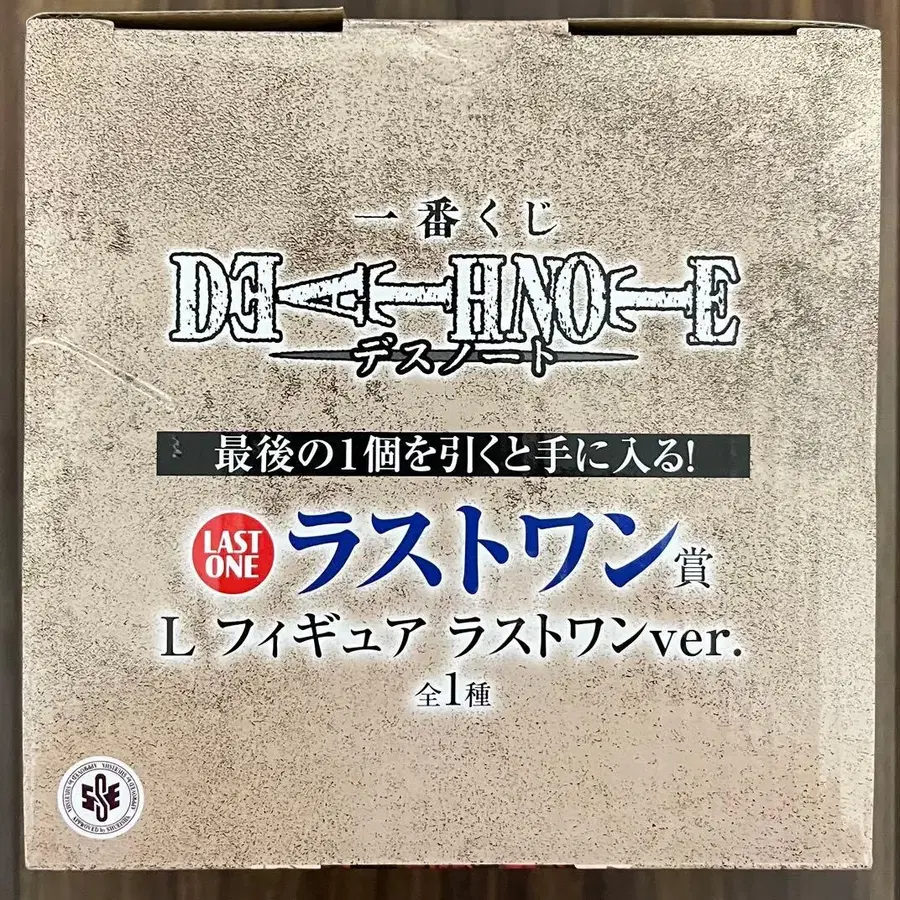 一番くじ
DEATH NOTE
デスノート
最後の1個を引くと手に入る!
LAST
ONE
ラストワン賞
L フィギュア ラストワンver.
全1種